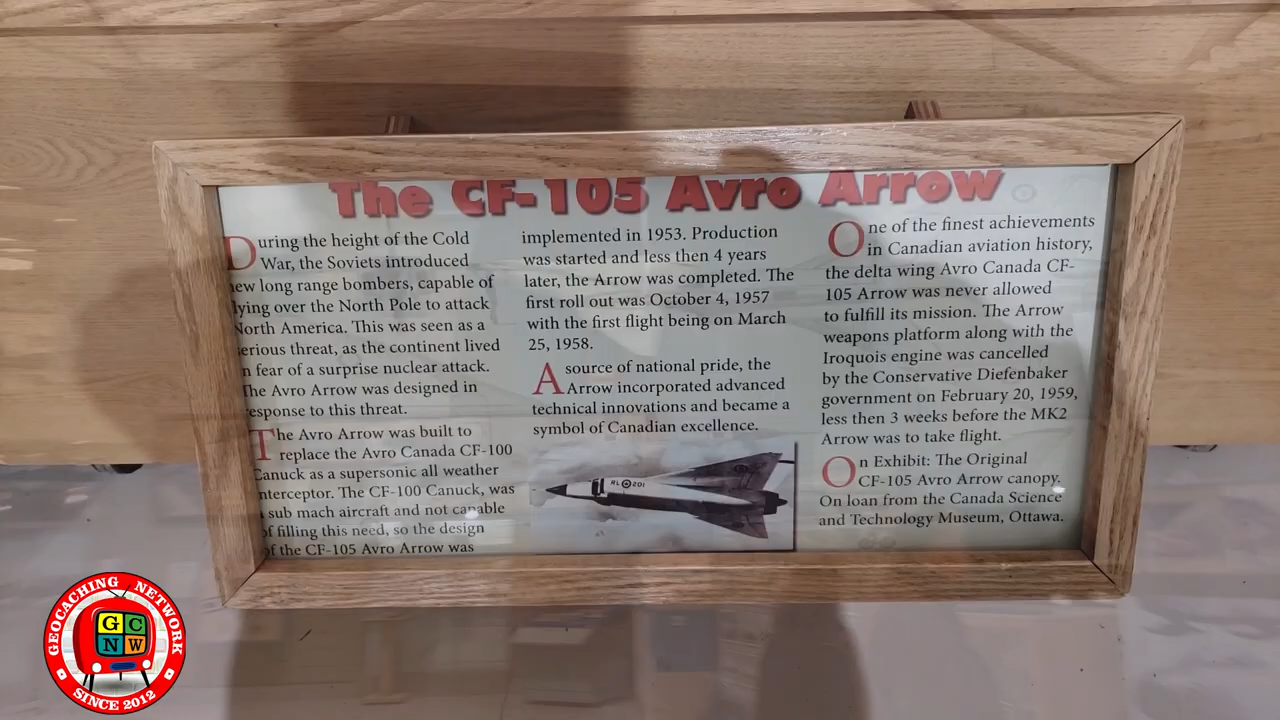 The CF-105 Avro Arrow
During the height of the Cold
War, the Soviets introduced
new long range bombers, capable of
lying over the North Pole to attack
North America. This was seen as a
erious threat, as the continent lived
n fear of a surprise nuclear attack.
The Avro Arrow was designed in
response to this threat.
The Avro Arrow was built to
replace the Avro Canada CF-100
Canuck as a supersonic all weather
nterceptor. The CF-100 Canuck, was
a sub mach aircraft and not capable
of filling this need, so the design
of the CF-105 Avro Arrow was
implemented in 1953. Production
was started and less then 4 years
later, the Arrow was completed. The
first roll out was October 4, 1957
with the first flight being on March
25, 1958.
A source of national pride, the
Arrow incorporated advanced
technical innovations and became a
symbol of Canadian excellence.
RL 201
One of the finest achievements
in Canadian aviation history,
the delta wing Avro Canada CF-
105 Arrow was never allowed
to fulfill its mission. The Arrow
weapons platform along with the
Iroquois engine was cancelled
by the Conservative Diefenbaker
government on February 20, 1959,
less then 3 weeks before the MK2
Arrow was to take flight.
On Exhibit: The Original
CF-105 Avro Arrow canopy.
On loan from the Canada Science
and Technology Museum, Ottawa.
GEOCACHING NETWORK
GC
NW
SINCE 2012